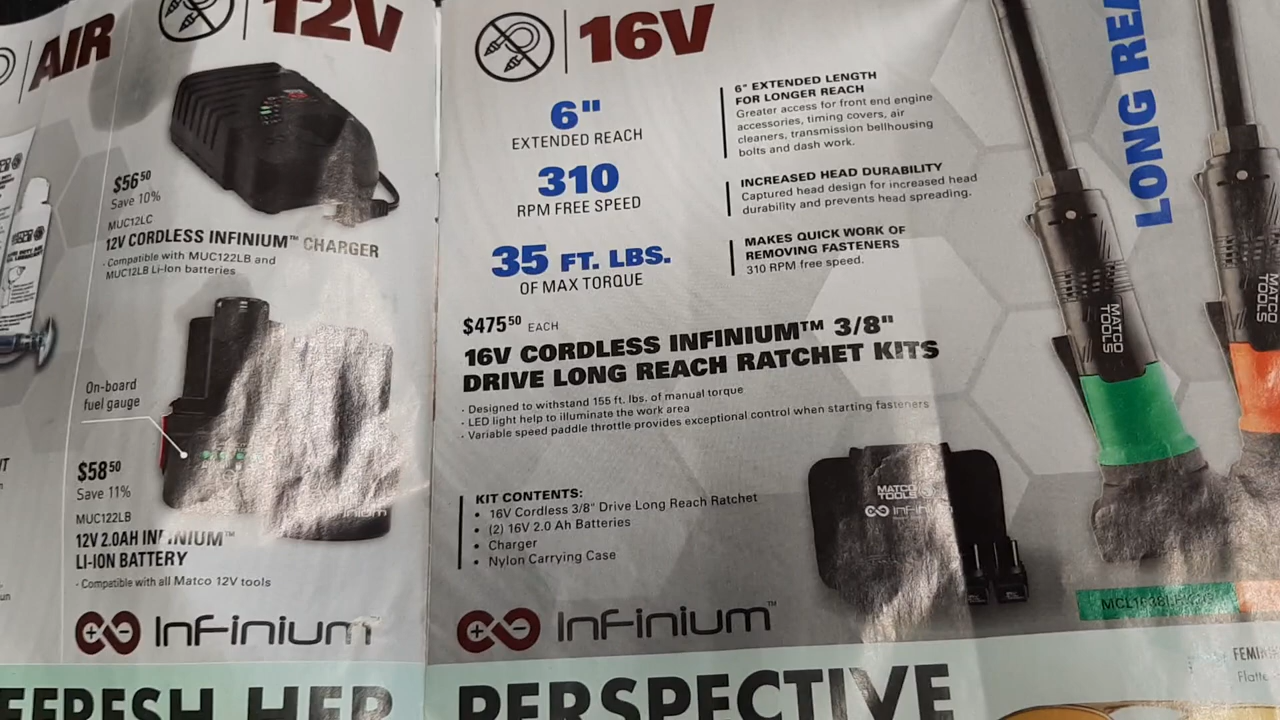 AIR
12V
$56⁵⁰
Save 10%
MUC12LC
12V CORDLESS INFINIUM™ CHARGER
- Compatible with MUC122LB and
MUC12LB Li-Ion batteries
On-board
fuel gauge
$58⁵⁰
Save 11%
MUC122LB
12V 2.0AH INFINIUM™
LI-ION BATTERY
- Compatible with all Matco 12V tools
InFinium
16V
6"
EXTENDED REACH
310
RPM FREE SPEED
35 FT. LBS.
OF MAX TORQUE
6" EXTENDED LENGTH
FOR LONGER REACH
Greater access for front end engine
accessories, timing covers, air
cleaners, transmission bellhousing
bolts and dash work.
INCREASED HEAD DURABILITY
Captured head design for increased head
durability and prevents head spreading.
MAKES QUICK WORK OF
REMOVING FASTENERS
310 RPM free speed.
$475⁵⁰ EACH
16V CORDLESS INFINIUM™ 3/8"
DRIVE LONG REACH RATCHET KITS
- Designed to withstand 155 ft. lbs. of manual torque
- LED light help to illuminate the work area
- Variable speed paddle throttle provides exceptional control when starting fasteners
KIT CONTENTS:
• 16V Cordless 3/8" Drive Long Reach Ratchet
• (2) 16V 2.0 Ah Batteries
• Charger
• Nylon Carrying Case
MATCO
TOOLS
InFin
InFinium™
LONG REA
MATCO
TOOLS
MATCO
TOOLS
PERSPECTIVE